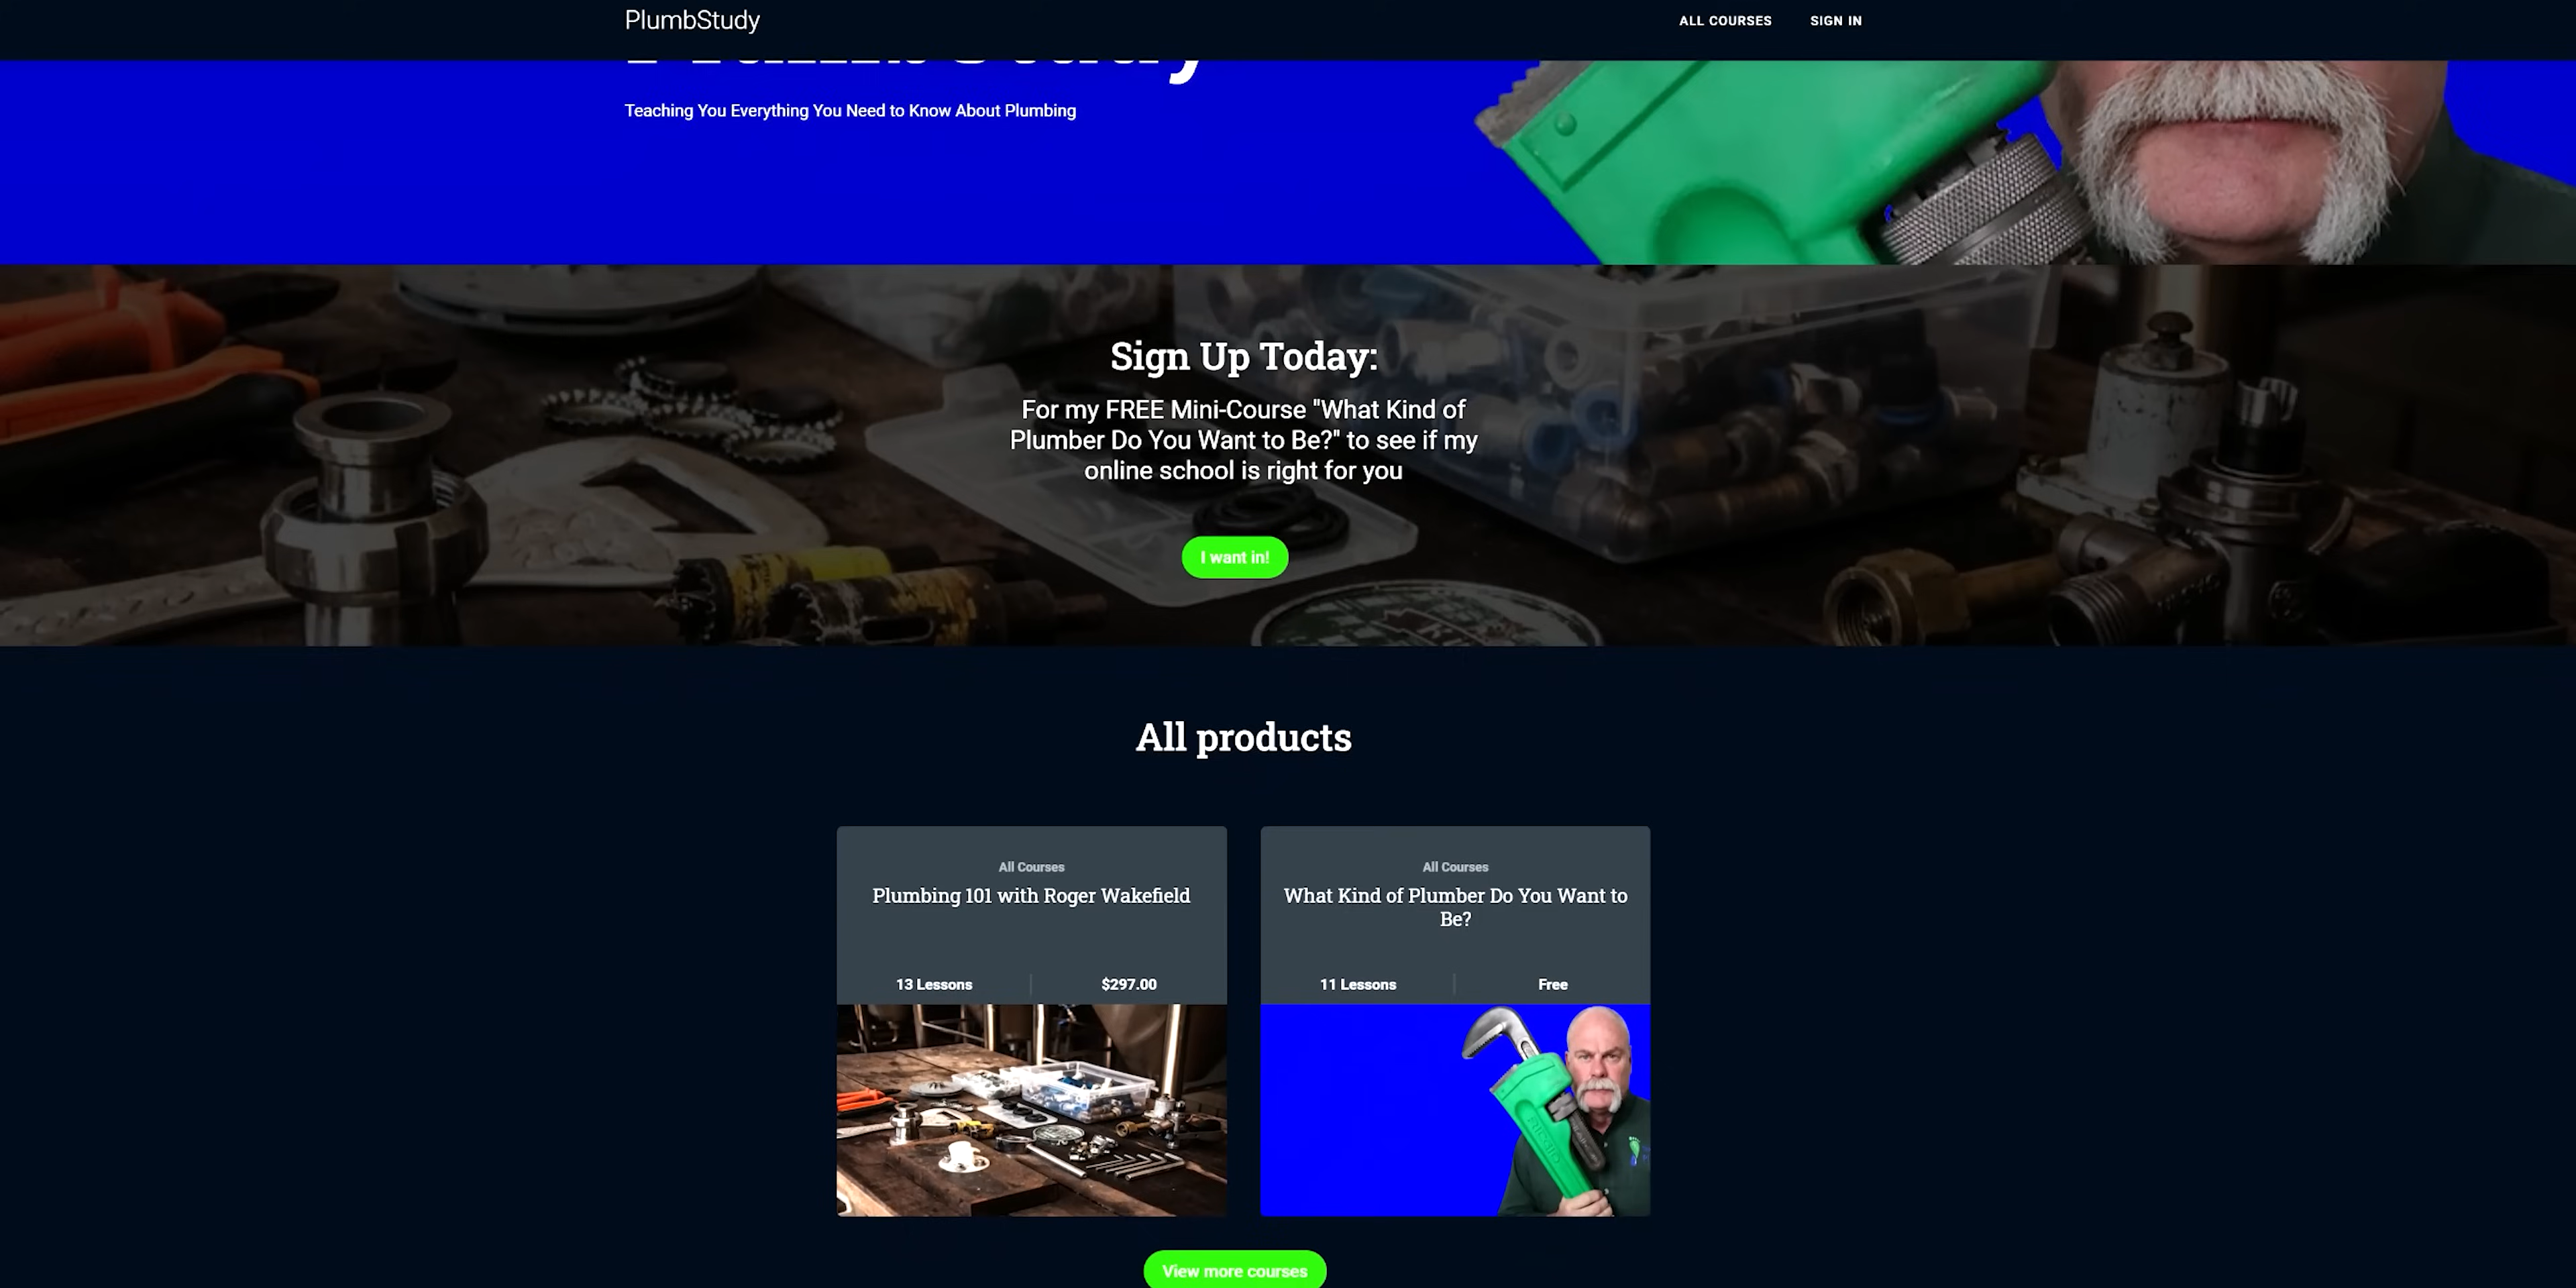 PlumbStudy
ALL COURSES
SIGN IN
Teaching You Everything You Need to Know About Plumbing
Sign Up Today:
For my FREE Mini-Course "What Kind of
Plumber Do You Want to Be?" to see if my
online school is right for you
I want in!
All products
All Courses
Plumbing 101 with Roger Wakefield
13 Lessons
$297.00
All Courses
What Kind of Plumber Do You Want to
Be?
11 Lessons
Free
RIDGID
View more courses